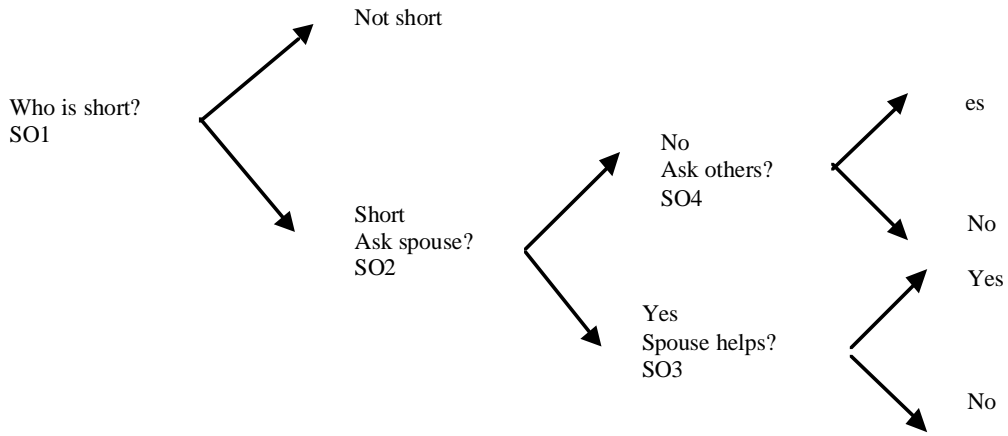 Not short
Who is short?
SO1
es
No
Ask others?
SO4
Short
Ask spouse?
SO2
No
Yes
Yes
Spouse helps?
SO3
No